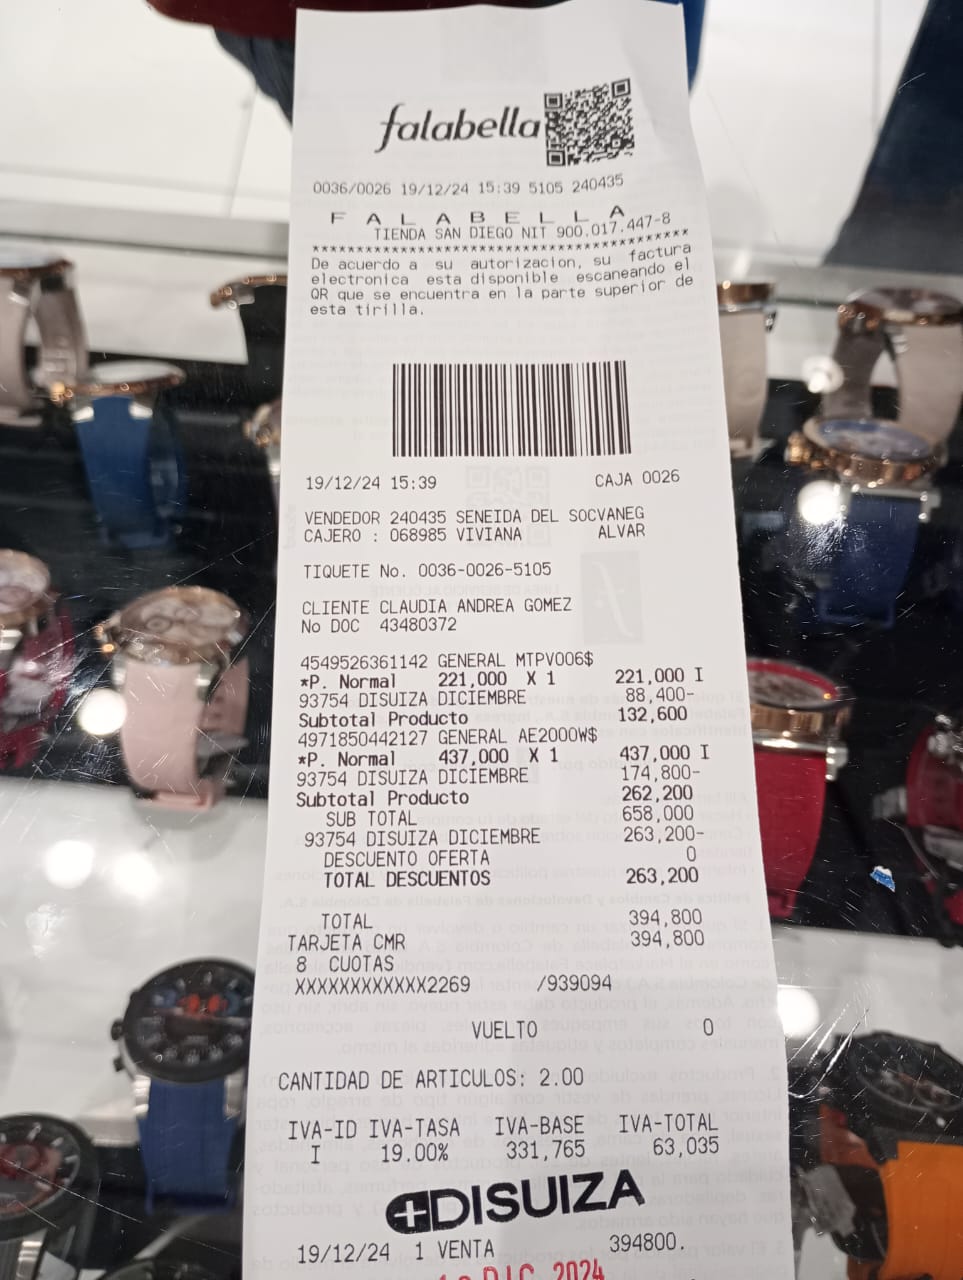 falabella
0036/0026 19/12/24 15:39 5105 240435
F A L A B E L L A
TIENDA SAN DIEGO NIT 900.017.447-8
******************************************
De acuerdo a su autorizacion, su factura
electronica esta disponible escaneando el
QR que se encuentra en la parte superior de
esta tirilla.
19/12/24 15:39 CAJA 0026
VENDEDOR 240435 SENEIDA DEL SOCVANEG
CAJERO : 068985 VIVIANA ALVAR
TIQUETE No. 0036-0026-5105
CLIENTE CLAUDIA ANDREA GOMEZ
No DOC 43480372
4549526361142 GENERAL MTPV006$
*P. Normal 221,000 X 1 221,000 I
93754 DISUIZA DICIEMBRE 88,400-
Subtotal Producto 132,600
4971850442127 GENERAL AE2000W$
*P. Normal 437,000 X 1 437,000 I
93754 DISUIZA DICIEMBRE 174,800-
Subtotal Producto 262,200
SUB TOTAL 658,000
93754 DISUIZA DICIEMBRE 263,200-
DESCUENTO OFERTA 0
TOTAL DESCUENTOS 263,200
TOTAL 394,800
TARJETA CMR 394,800
8 CUOTAS
XXXXXXXXXXXX2269 /939094
VUELTO 0
CANTIDAD DE ARTICULOS: 2.00
IVA-ID IVA-TASA IVA-BASE IVA-TOTAL
I 19.00% 331,765 63,035
DISUIZA
19/12/24 1 VENTA 394800.
DIC 2024